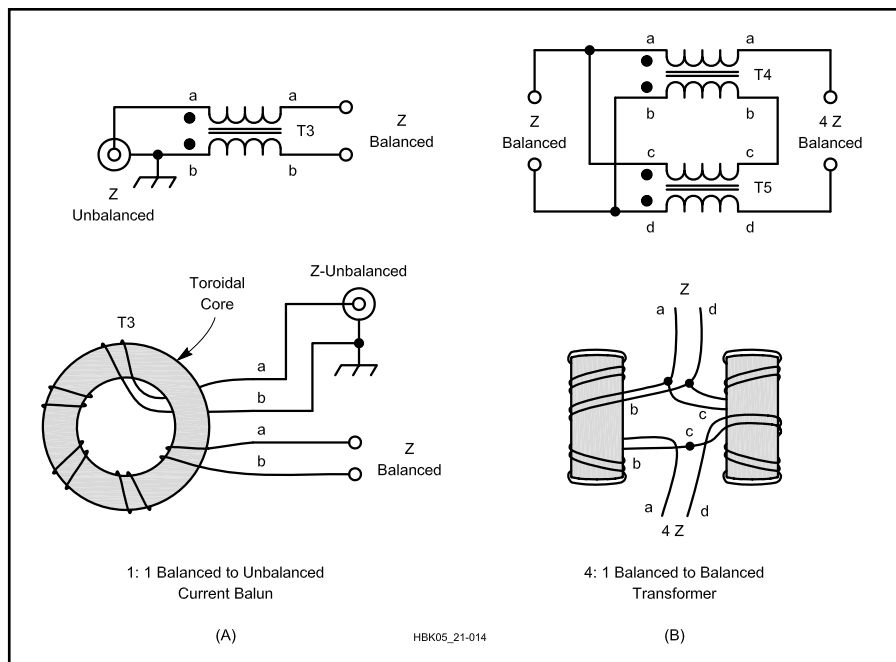 a
a
T3
b
b
Z
Balanced
Z
Unbalanced
Toroidal
Core
T3
Z-Unbalanced
a
b
a
b
Z
Balanced
1: 1 Balanced to Unbalanced
Current Balun
(A)
a
a
T4
b
b
Z
Balanced
4 Z
Balanced
c
c
T5
d
d
Z
a
d
b
c
c
b
a
d
4 Z
4: 1 Balanced to Balanced
Transformer
(B)
HBK05_21-014